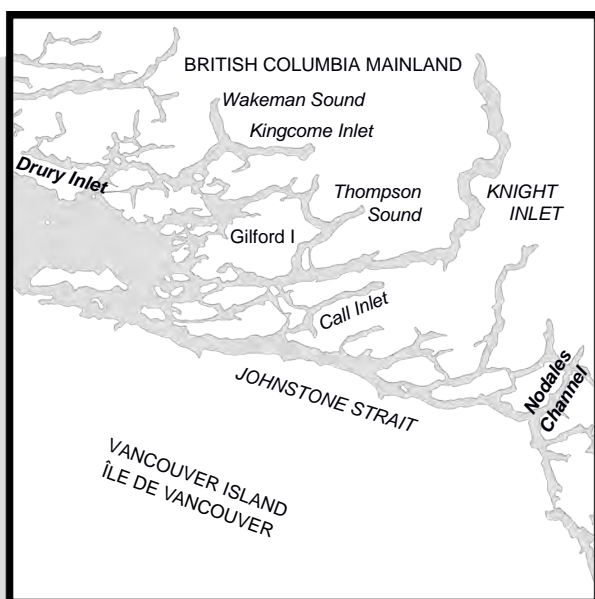 BRITISH COLUMBIA MAINLAND
Wakeman Sound
Kingcome Inlet
Drury Inlet
Thompson
Sound
KNIGHT
INLET
Gilford I
Call Inlet
JOHNSTONE STRAIT
Nodales
Channel
VANCOUVER ISLAND
ÎLE DE VANCOUVER